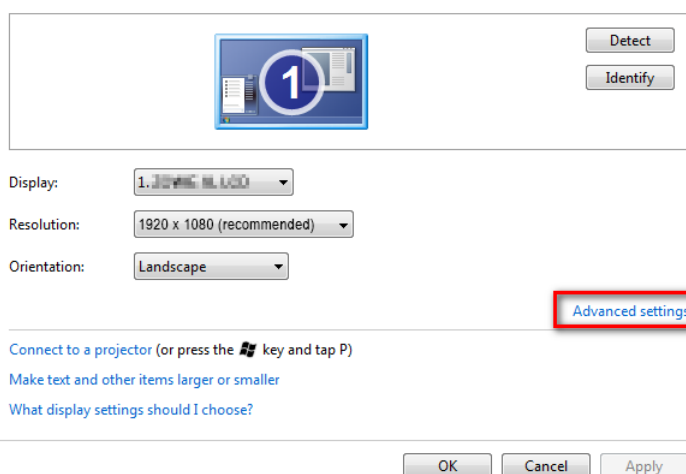 1
Detect
Identify
Display:
1.
Resolution:
1920 x 1080 (recommended)
Orientation:
Landscape
Advanced settings
Connect to a projector (or press the key and tap P)
Make text and other items larger or smaller
What display settings should I choose?
OK
Cancel
Apply